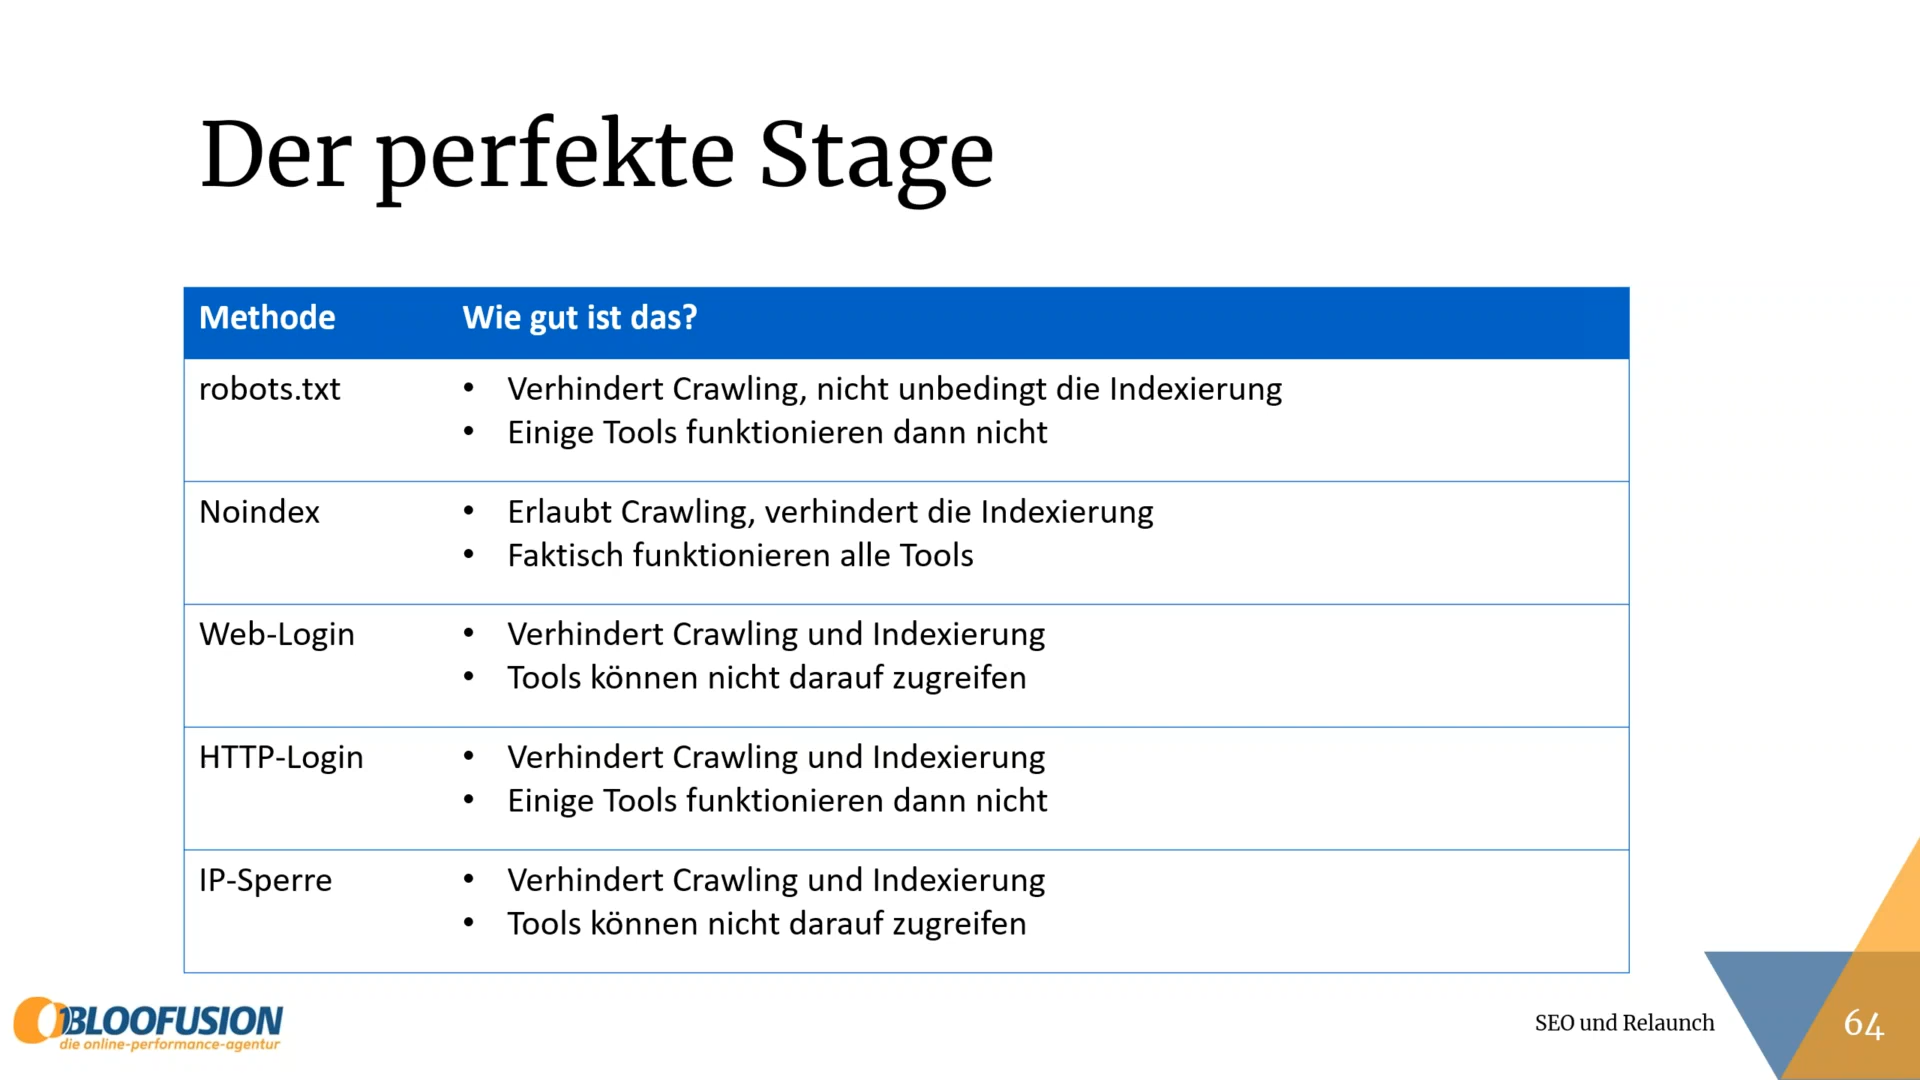 Der perfekte Stage
Methode Wie gut ist das?
robots.txt • Verhindert Crawling, nicht unbedingt die Indexierung
• Einige Tools funktionieren dann nicht
Noindex • Erlaubt Crawling, verhindert die Indexierung
• Faktisch funktionieren alle Tools
Web-Login • Verhindert Crawling und Indexierung
• Tools können nicht darauf zugreifen
HTTP-Login • Verhindert Crawling und Indexierung
• Einige Tools funktionieren dann nicht
IP-Sperre • Verhindert Crawling und Indexierung
• Tools können nicht darauf zugreifen
BLOOFUSION
die online-performance-agentur
SEO und Relaunch 64